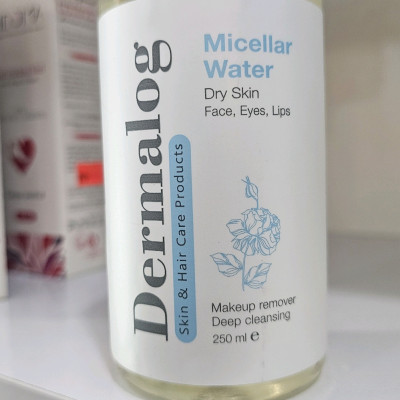 Micellar
Water
Dry Skin
Face, Eyes, Lips
Dermalog
Skin & Hair Care Products
Makeup remover
Deep cleansing
250 ml e